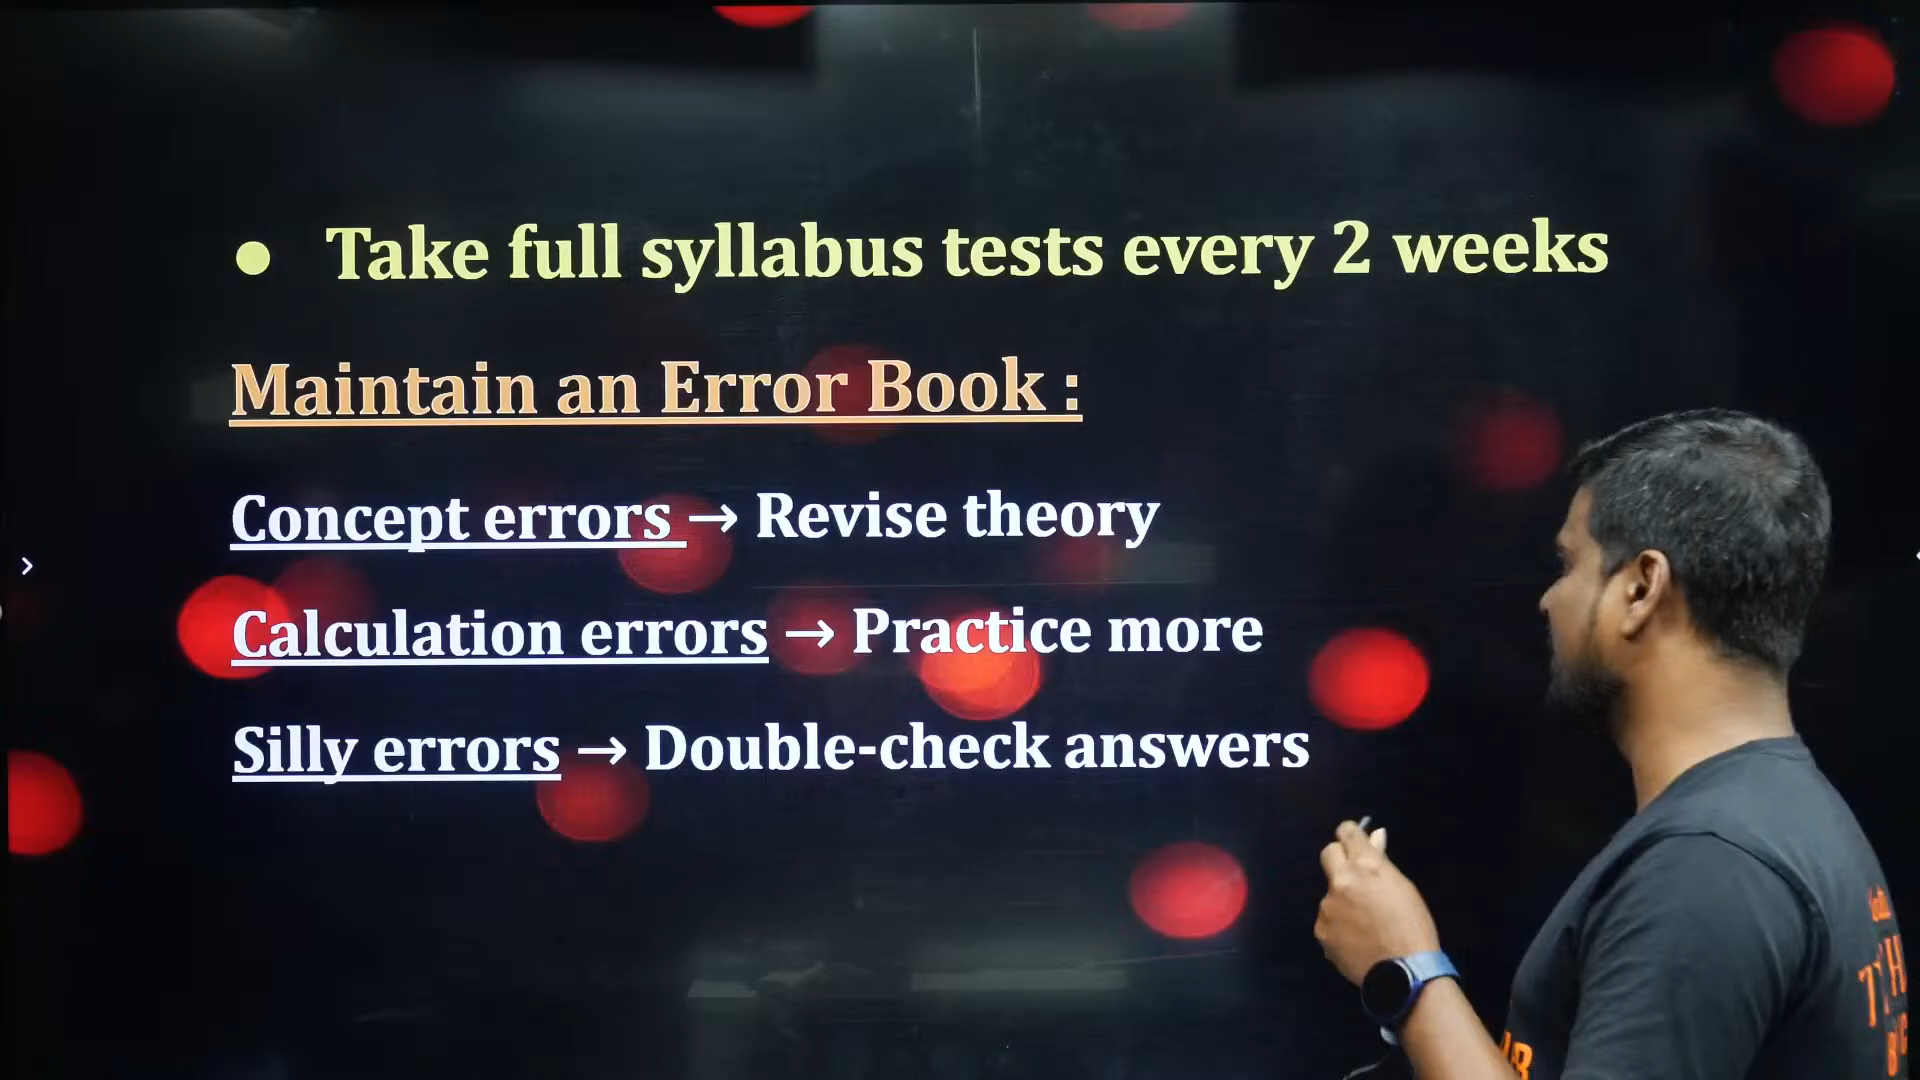 ● Take full syllabus tests every 2 weeks
Maintain an Error Book :
Concept errors → Revise theory
Calculation errors → Practice more
Silly errors → Double-check answers